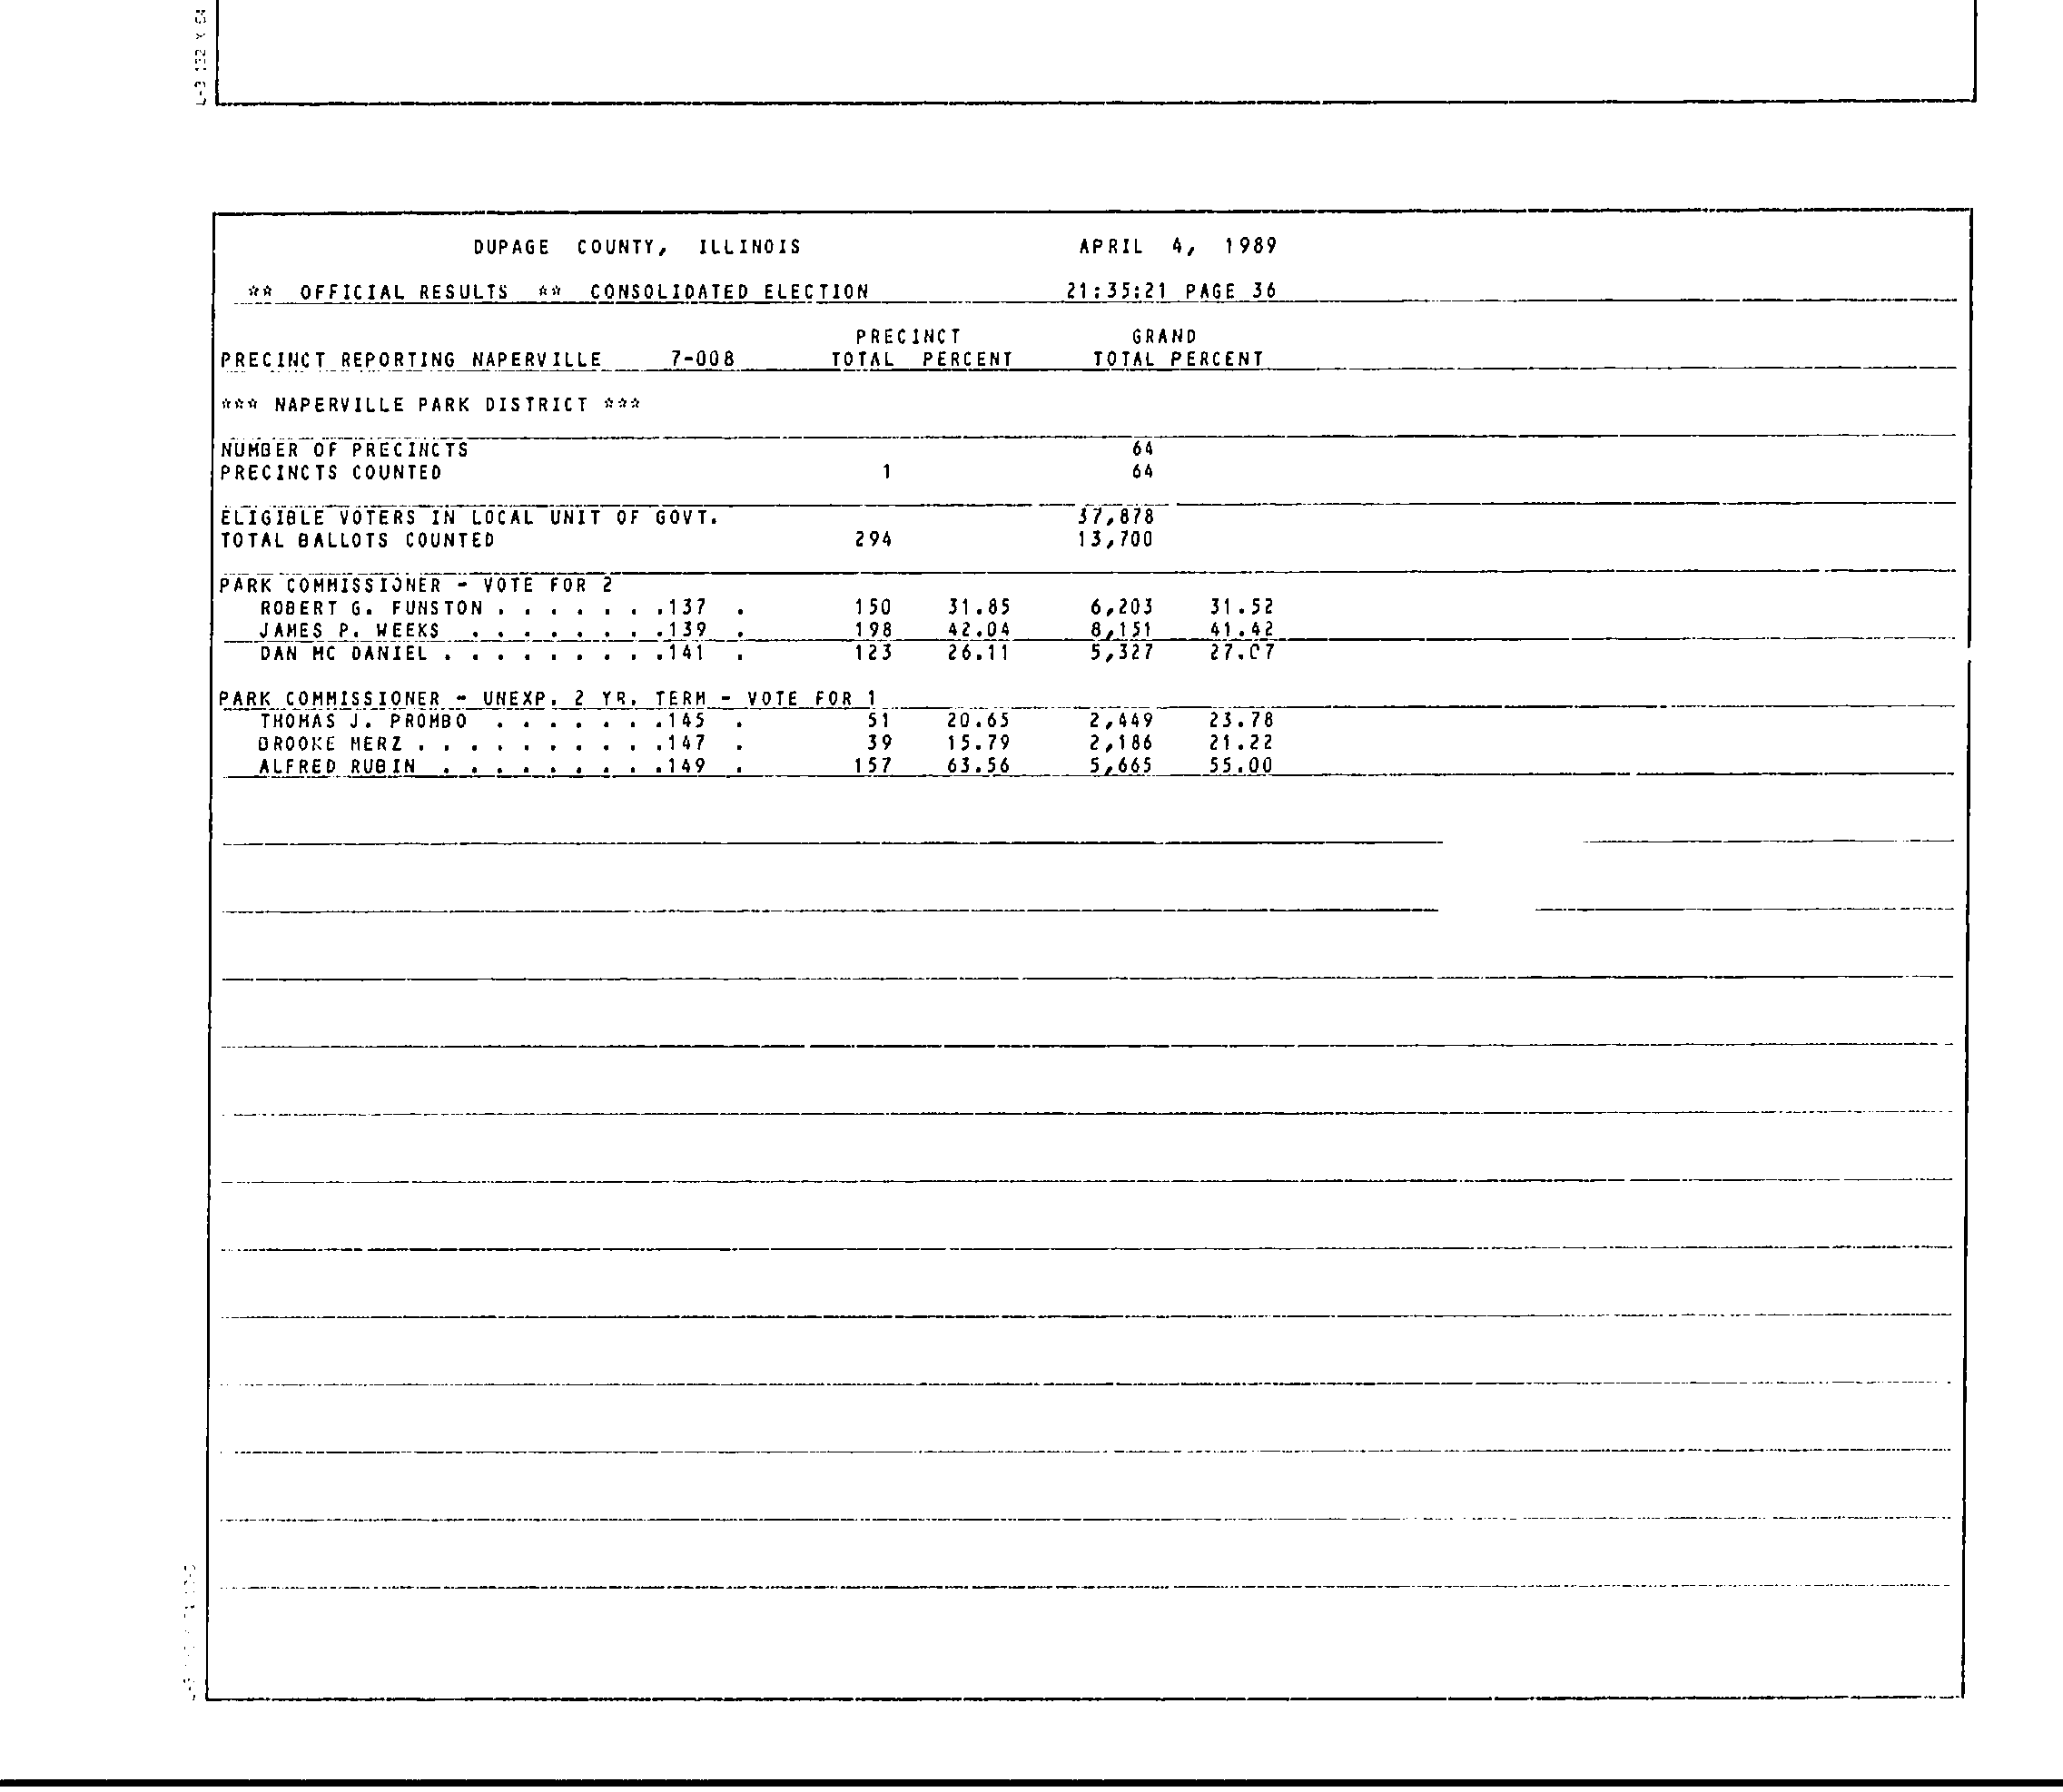 DUPAGE COUNTY, ILLINOIS APRIL 4, 1989
** OFFICIAL RESULTS ** CONSOLIDATED ELECTION 21:35:21 PAGE 36
PRECINCT GRAND
PRECINCT REPORTING NAPERVILLE 7-008 TOTAL PERCENT TOTAL PERCENT
*** NAPERVILLE PARK DISTRICT ***
NUMBER OF PRECINCTS 64
PRECINCTS COUNTED 1 64
ELIGIBLE VOTERS IN LOCAL UNIT OF GOVT. 37,878
TOTAL BALLOTS COUNTED 294 13,700
PARK COMMISSIONER - VOTE FOR 2
ROBERT G. FUNSTON . . . . . . .137 . 150 31.85 6,203 31.52
JAMES P. WEEKS . . . . . . . .139 . 198 42.04 8,151 41.42
DAN MC DANIEL . . . . . . . . .141 . 123 26.11 5,327 27.07
PARK COMMISSIONER - UNEXP. 2 YR. TERM - VOTE FOR 1
THOMAS J. PROMBO . . . . . . .145 . 51 20.65 2,449 23.78
BROOKE MERZ . . . . . . . . . .147 . 39 15.79 2,186 21.22
ALFRED RUBIN . . . . . . . . .149 . 157 63.56 5,665 55.00